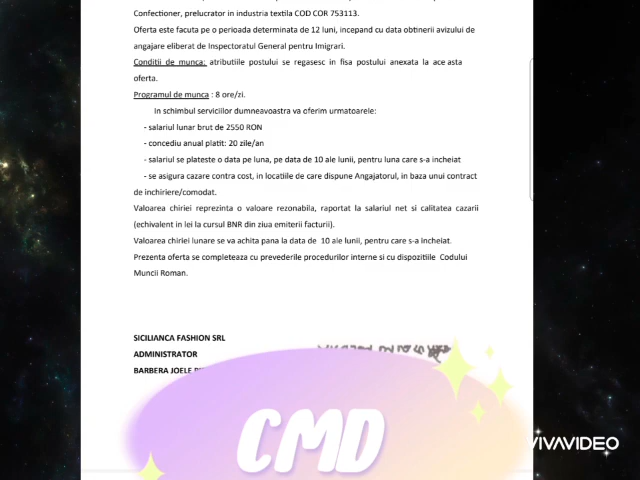 Confectioner, prelucrator in industria textila COD COR 753113.
Oferta este facuta pe o perioada determinata de 12 luni, incepand cu data obtinerii avizului de
angajare eliberat de Inspectoratul General pentru Imigrari.
Conditii de munca: atributiile postului se regasesc in fisa postului anexata la aceasta
oferta.
Programul de munca : 8 ore/zi.
In schimbul serviciilor dumneavoastra va oferim urmatoarele:
- salariul lunar brut de 2550 RON
- concediu anual platit: 20 zile/an
- salariul se plateste o data pe luna, pe data de 10 ale lunii, pentru luna care s-a incheiat
- se asigura cazare contra cost, in locatiile de care dispune Angajatorul, in baza unui contract
de inchiriere/comodat.
Valoarea chiriei reprezinta o valoare rezonabila, raportat la salariul net si calitatea cazarii
(echivalent in lei la cursul BNR din ziua emiterii facturii).
Valoarea chiriei lunare se va achita pana la data de 10 ale lunii, pentru care s-a incheiat.
Prezenta oferta se completeaza cu prevederile procedurilor interne si cu dispozitiile Codului
Muncii Roman.
SICILIANCA FASHION SRL
ADMINISTRATOR
BARBERA JOELE
CMD
VIVAVIDEO